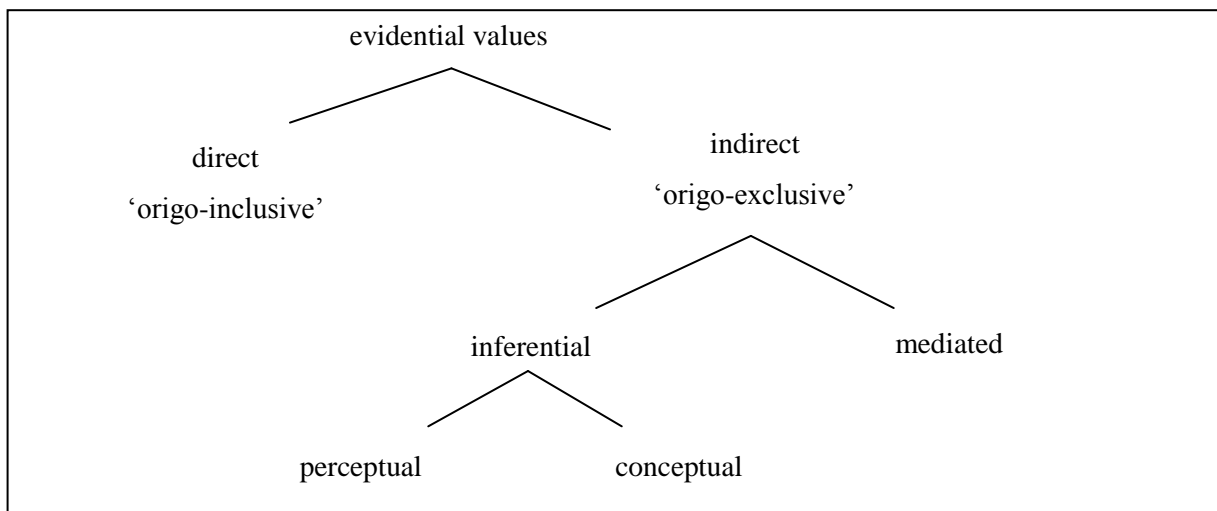 evidential values
direct
‘origo-inclusive’
indirect
‘origo-exclusive’
inferential
mediated
perceptual
conceptual